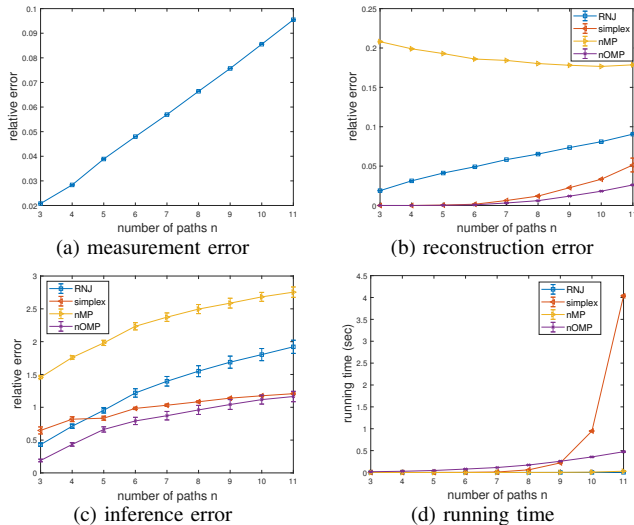 0.1
0.09
0.08
0.07
0.06
0.05
0.04
0.03
0.02
relative error
3 4 5 6 7 8 9 10 11
number of paths n
(a) measurement error
0.25
0.2
0.15
0.1
0.05
0
relative error
RNJ
simplex
nMP
nOMP
3 4 5 6 7 8 9 10 11
number of paths n
(b) reconstruction error
3
2.5
2
1.5
1
0.5
0
relative error
RNJ
simplex
nMP
nOMP
3 4 5 6 7 8 9 10 11
number of paths n
(c) inference error
4.5
4
3.5
3
2.5
2
1.5
1
0.5
0
running time (sec)
RNJ
simplex
nMP
nOMP
3 4 5 6 7 8 9 10 11
number of paths n
(d) running time